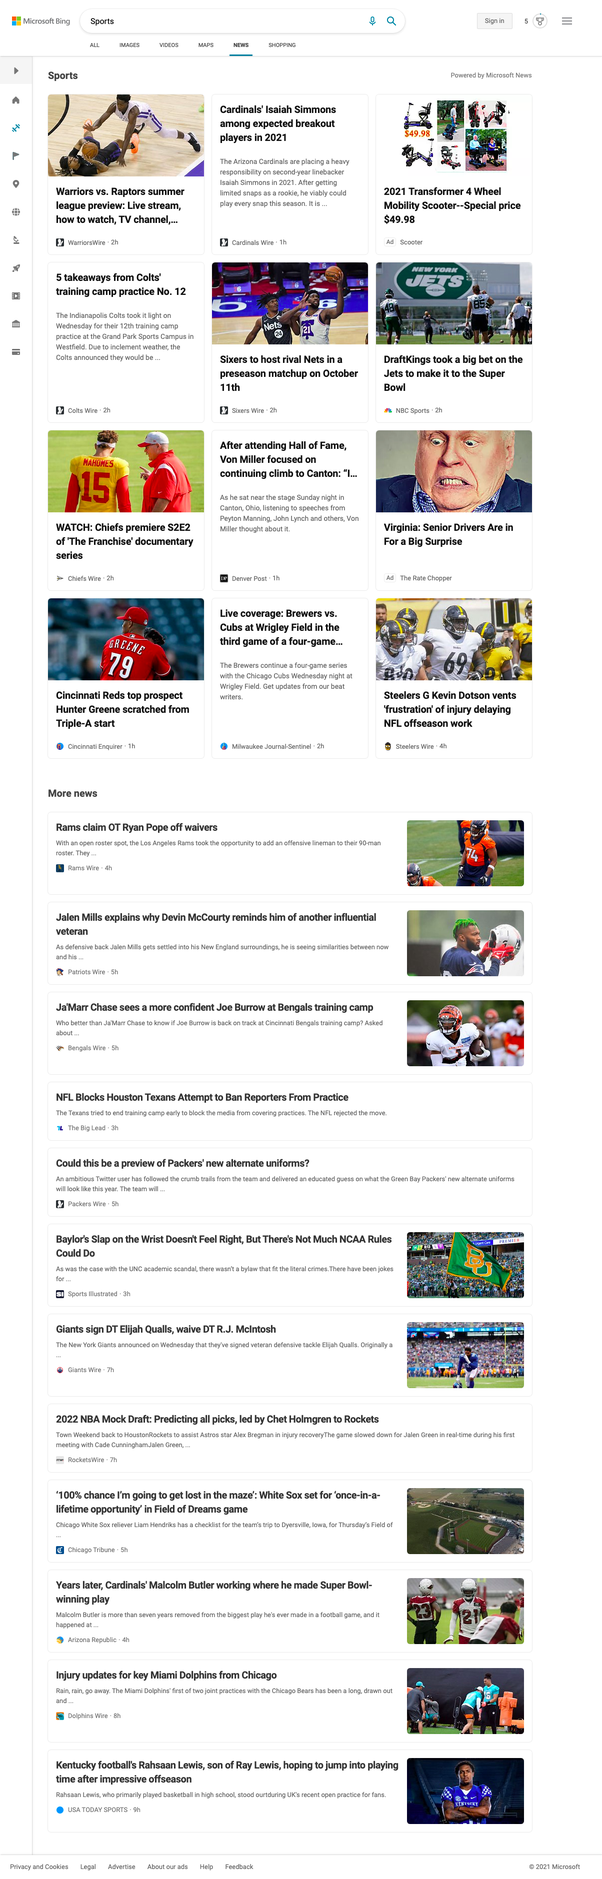 Microsoft Bing
Sports
Sign in
5
ALL
IMAGES
VIDEOS
MAPS
NEWS
SHOPPING
Sports
Powered by Microsoft News
Warriors vs. Raptors summer
league preview: Live stream,
how to watch, TV channel,...
WarriorsWire · 2h
Cardinals' Isaiah Simmons
among expected breakout
players in 2021
The Arizona Cardinals are placing a heavy
responsibility on second-year linebacker
Isaiah Simmons in 2021. After getting
limited snaps as a rookie, he viably could
play every snap this season. It is ...
Cardinals Wire · 1h
$49.98
2021 Transformer 4 Wheel
Mobility Scooter--Special price
$49.98
Ad Scooter
5 takeaways from Colts'
training camp practice No. 12
The Indianapolis Colts took it light on
Wednesday for their 12th training camp
practice at the Grand Park Sports Campus in
Westfield. Due to inclement weather, the
Colts announced they would be ...
Colts Wire · 2h
Nets
24
21
Sixers to host rival Nets in a
preseason matchup on October
11th
Sixers Wire · 2h
NEW YORK
JETS
85
DraftKings took a big bet on the
Jets to make it to the Super
Bowl
NBC Sports · 2h
MAHOMES
15
WATCH: Chiefs premiere S2E2
of 'The Franchise' documentary
series
Chiefs Wire · 2h
After attending Hall of Fame,
Von Miller focused on
continuing climb to Canton: “I...
As he sat near the stage Sunday night in
Canton, Ohio, listening to speeches from
Peyton Manning, John Lynch and others, Von
Miller thought about it.
Denver Post · 1h
Virginia: Senior Drivers Are in
For a Big Surprise
Ad The Rate Chopper
GREENE
79
Cincinnati Reds top prospect
Hunter Greene scratched from
Triple-A start
Cincinnati Enquirer · 1h
Live coverage: Brewers vs.
Cubs at Wrigley Field in the
third game of a four-game...
The Brewers continue a four-game series
with the Chicago Cubs Wednesday night at
Wrigley Field. Get updates from our beat
writers.
Milwaukee Journal-Sentinel · 2h
69
Steelers G Kevin Dotson vents
'frustration' of injury delaying
NFL offseason work
Steelers Wire · 4h
More news
Rams claim OT Ryan Pope off waivers
With an open roster spot, the Los Angeles Rams took the opportunity to add an offensive lineman to their 90-man
roster. They ...
Rams Wire · 4h
74
Jalen Mills explains why Devin McCourty reminds him of another influential
veteran
As defensive back Jalen Mills gets settled into his New England surroundings, he is seeing similarities between now
and his ...
Patriots Wire · 5h
Ja'Marr Chase sees a more confident Joe Burrow at Bengals training camp
Who better than Ja'Marr Chase to know if Joe Burrow is back on track at Cincinnati Bengals training camp? Asked
about ...
Bengals Wire · 5h
NFL Blocks Houston Texans Attempt to Ban Reporters From Practice
The Texans tried to end training camp early to block the media from covering practices. The NFL rejected the move.
The Big Lead · 3h
Could this be a preview of Packers' new alternate uniforms?
An ambitious Twitter user has followed the crumb trails from the team and delivered an educated guess on what the Green Bay Packers' new alternate uniforms
will look like this year. The team will ...
Packers Wire · 5h
Baylor's Slap on the Wrist Doesn't Feel Right, But There's Not Much NCAA Rules
Could Do
As was the case with the UNC academic scandal, there wasn't a bylaw that fit the literal crimes.There have been jokes
for ...
Sports Illustrated · 3h
BU
Giants sign DT Elijah Qualls, waive DT R.J. McIntosh
The New York Giants announced on Wednesday that they've signed veteran defensive tackle Elijah Qualls. Originally a
...
Giants Wire · 7h
2022 NBA Mock Draft: Predicting all picks, led by Chet Holmgren to Rockets
Town Weekend back to HoustonRockets to assist Astros star Alex Bregman in injury recoveryThe game slowed down for Jalen Green in real-time during his first
meeting with Cade CunninghamJalen Green, ...
RocketsWire · 7h
‘100% chance I’m going to get lost in the maze’: White Sox set for ‘once-in-a-
lifetime opportunity’ in Field of Dreams game
Chicago White Sox reliever Liam Hendriks has a checklist for the team's trip to Dyersville, Iowa, for Thursday's Field of
...
Chicago Tribune · 5h
Years later, Cardinals' Malcolm Butler working where he made Super Bowl-
winning play
Malcolm Butler is more than seven years removed from the biggest play he's ever made in a football game, and it
happened at ...
Arizona Republic · 4h
23
21
Injury updates for key Miami Dolphins from Chicago
Rain, rain, go away. The Miami Dolphins' first of two joint practices with the Chicago Bears has been a long, drawn out
and ...
Dolphins Wire · 8h
Kentucky football's Rahsaan Lewis, son of Ray Lewis, hoping to jump into playing
time after impressive offseason
Rahsaan Lewis, who primarily played basketball in high school, stood ourtduring UK's recent open practice for fans.
USA TODAY SPORTS · 9h
KENTUCKY
Privacy and Cookies
Legal
Advertise
About our ads
Help
Feedback
© 2021 Microsoft